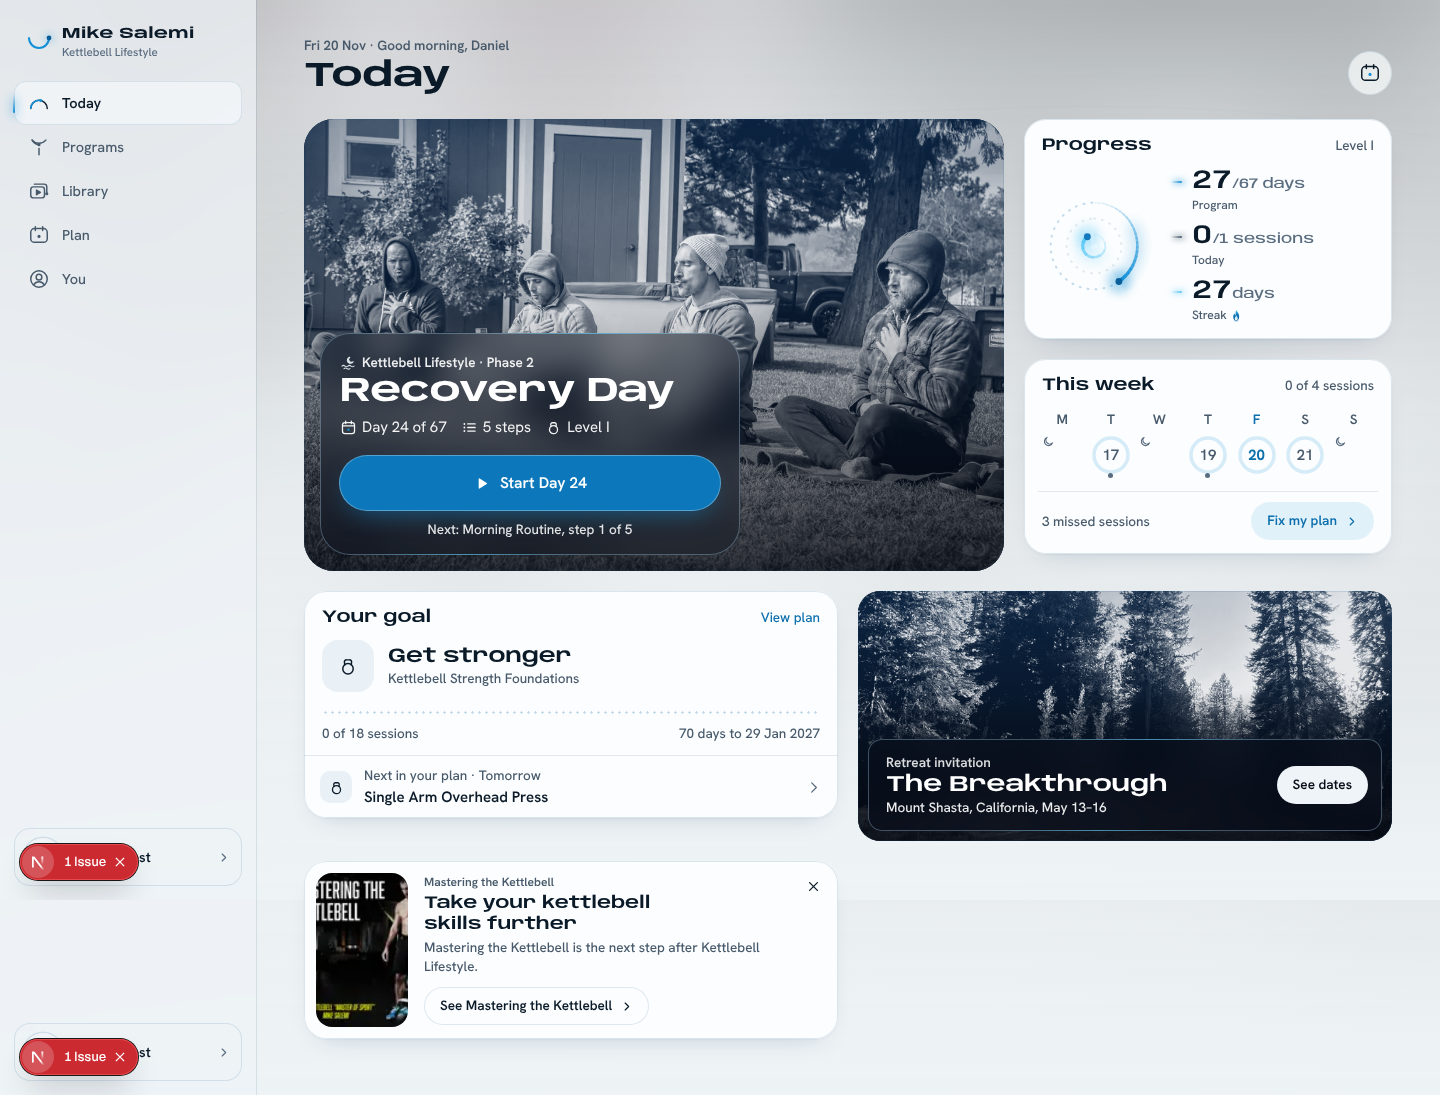 Mike Salemi
Kettlebell Lifestyle
Today
Programs
Library
Plan
You
st
1 Issue
st
1 Issue
Fri 20 Nov · Good morning, Daniel
Today
Kettlebell Lifestyle · Phase 2
Recovery Day
Day 24 of 67 5 steps Level I
Start Day 24
Next: Morning Routine, step 1 of 5
Progress Level I
27/67 days
Program
0/1 sessions
Today
27 days
Streak
This week 0 of 4 sessions
M T W T F S S
17 19 20 21
3 missed sessions Fix my plan
Your goal View plan
Get stronger
Kettlebell Strength Foundations
0 of 18 sessions 70 days to 29 Jan 2027
Next in your plan · Tomorrow
Single Arm Overhead Press
Retreat invitation
The Breakthrough
Mount Shasta, California, May 13–16
See dates
STERING THE
TLEBELL
TLEBELL "MASTER OF SPORT"
MIKE SALEMI
Mastering the Kettlebell
Take your kettlebell
skills further
Mastering the Kettlebell is the next step after Kettlebell
Lifestyle.
See Mastering the Kettlebell